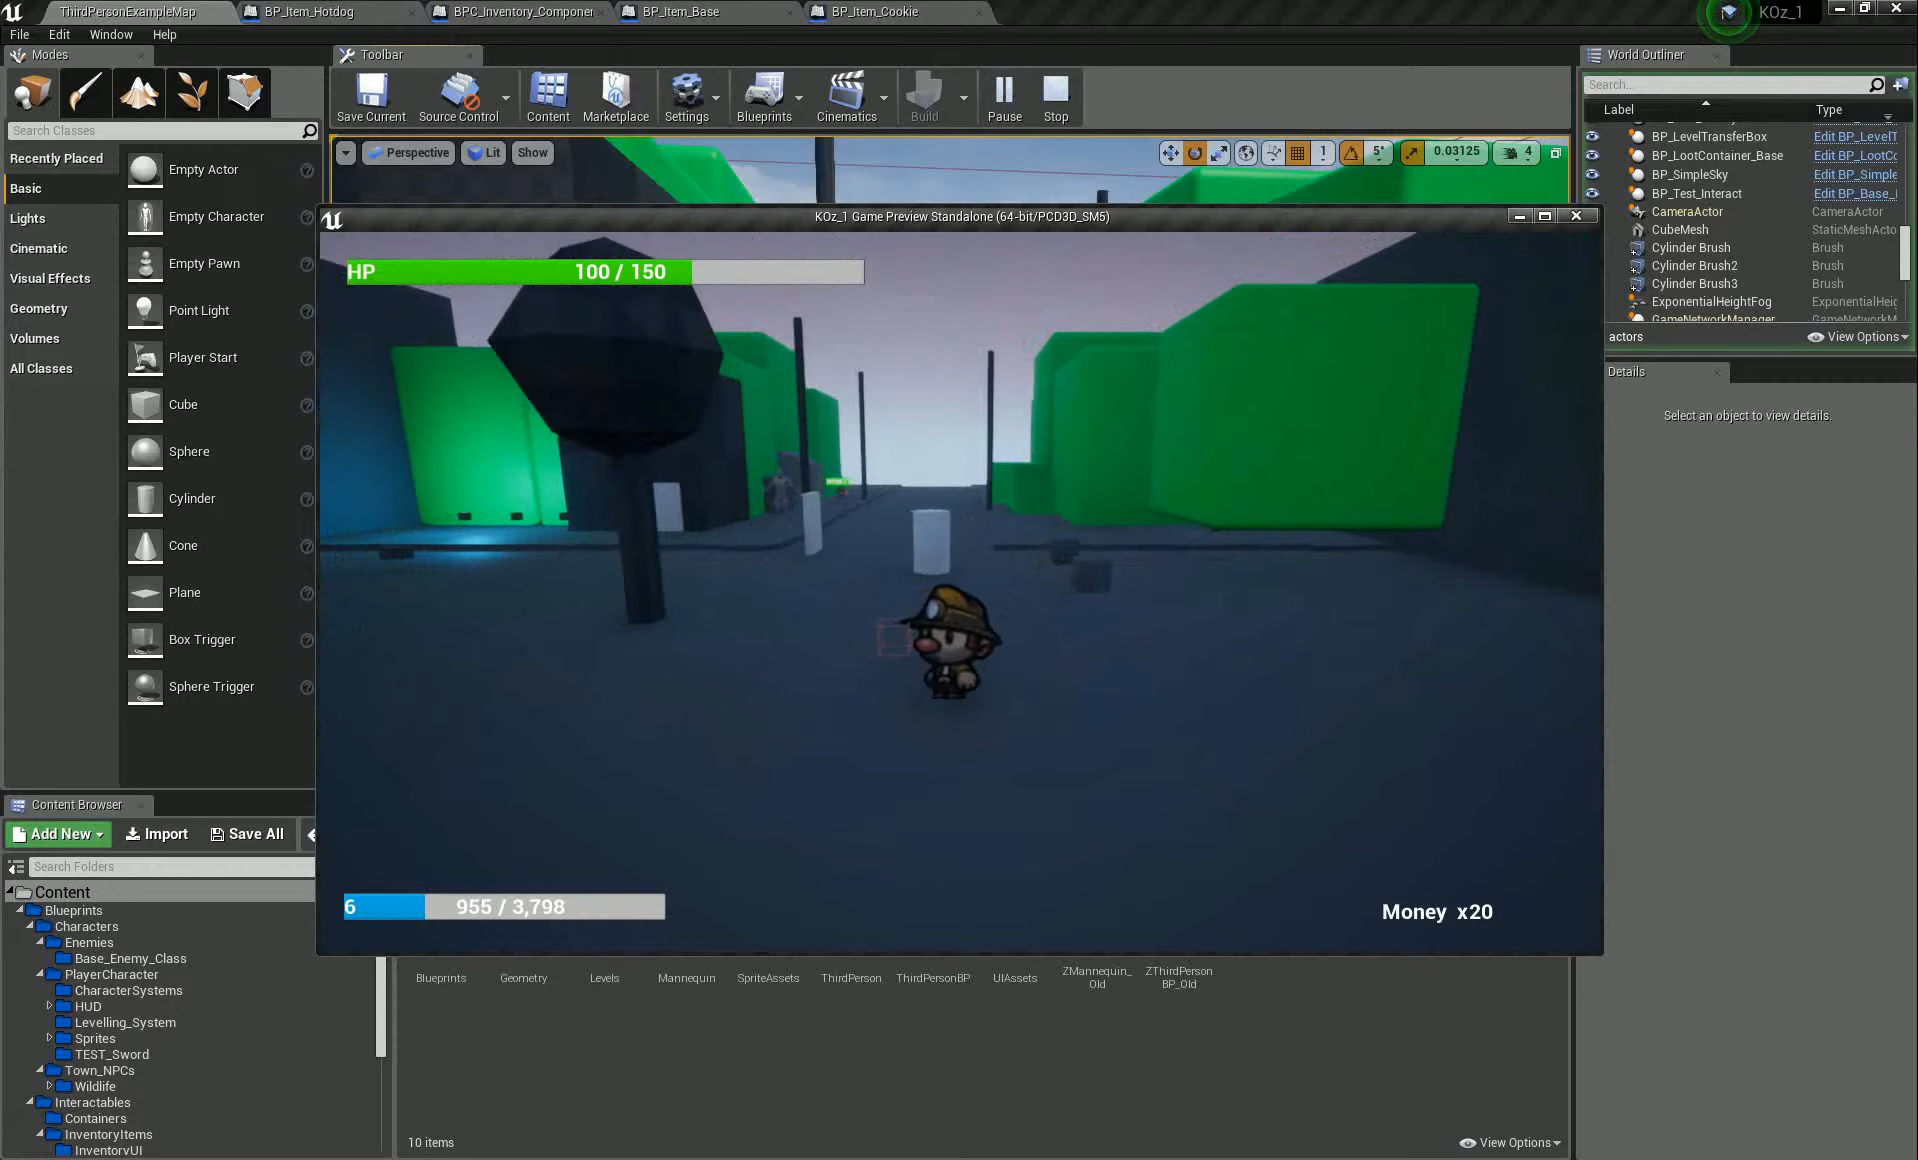 ThirdPersonExampleMap
BP_Item_Hotdog
BPC_Inventory_Componen
BP_Item_Base
BP_Item_Cookie
KOz_1
File Edit Window Help
Modes
Toolbar
World Outliner
Save Current
Source Control
Content
Marketplace
Settings
Blueprints
Cinematics
Build
Pause
Stop
Search...
Label Type
Search Classes
Recently Placed
Basic
Lights
Cinematic
Visual Effects
Geometry
Volumes
All Classes
Empty Actor
Empty Character
Empty Pawn
Point Light
Player Start
Cube
Sphere
Cylinder
Cone
Plane
Box Trigger
Sphere Trigger
Perspective
Lit
Show
1
5°
0.03125
4
BP_LevelTransferBox Edit BP_LevelT
BP_LootContainer_Base Edit BP_LootCo
BP_SimpleSky Edit BP_Simple
BP_Test_Interact Edit BP_Base_I
CameraActor CameraActor
CubeMesh StaticMeshActo
Cylinder Brush Brush
Cylinder Brush2 Brush
Cylinder Brush3 Brush
ExponentialHeightFog ExponentialHeig
GameNetworkManager GameNetworkM
actors
View Options
Details
Select an object to view details.
KOz_1 Game Preview Standalone (64-bit/PCD3D_SM5)
HP 100 / 150
6 955 / 3,798
Money x20
Content Browser
Add New
Import
Save All
Search Folders
Content
Blueprints
Characters
Enemies
Base_Enemy_Class
PlayerCharacter
CharacterSystems
HUD
Levelling_System
Sprites
TEST_Sword
Town_NPCs
Wildlife
Interactables
Containers
InventoryItems
InventoryUI
Blueprints
Geometry
Levels
Mannequin
SpriteAssets
ThirdPerson
ThirdPersonBP
UIAssets
ZMannequin_
Old
ZThirdPerson
BP_Old
10 items
View Options